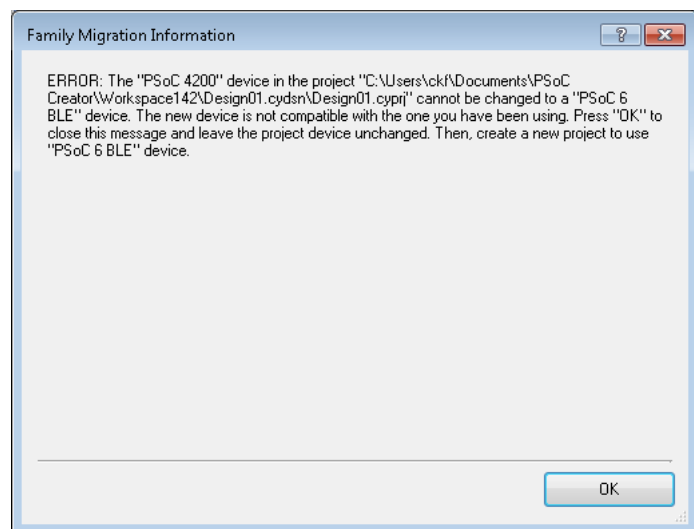 Family Migration Information
?
ERROR: The "PSoC 4200" device in the project "C:\Users\ckf\Documents\PSoC
Creator\Workspace142\Design01.cydsn\Design01.cyprj" cannot be changed to a "PSoC 6
BLE" device. The new device is not compatible with the one you have been using. Press "OK" to
close this message and leave the project device unchanged. Then, create a new project to use
"PSoC 6 BLE" device.
OK